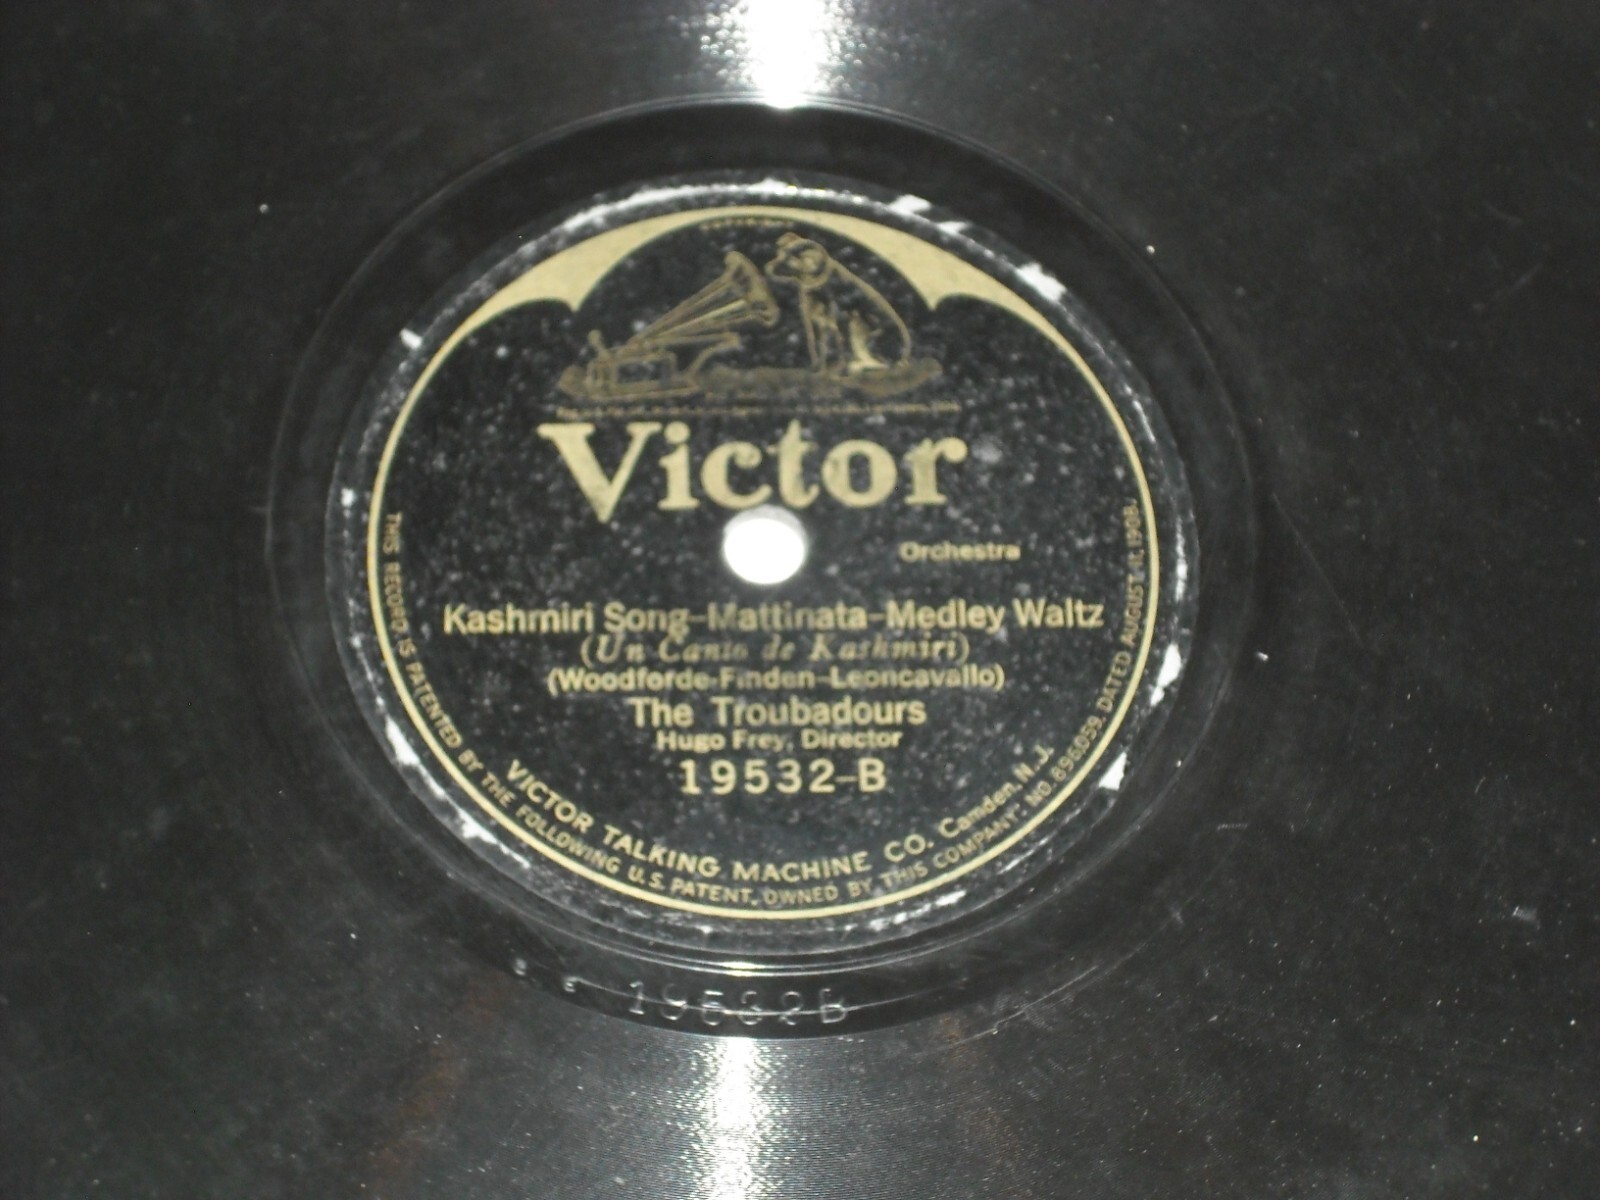 Victor
Orchestra
Kashmiri Song–Mattinata–Medley Waltz
(Un Canto de Kashmiri)
(Woodforde-Finden–Leoncavallo)
The Troubadours
Hugo Frey, Director
19532-B
VICTOR TALKING MACHINE CO. Camden, N.J.
THIS RECORD IS PATENTED BY THE FOLLOWING U.S. PATENT, OWNED BY THIS COMPANY: NO. 896059, DATED AUGUST 11, 1908.
19532B